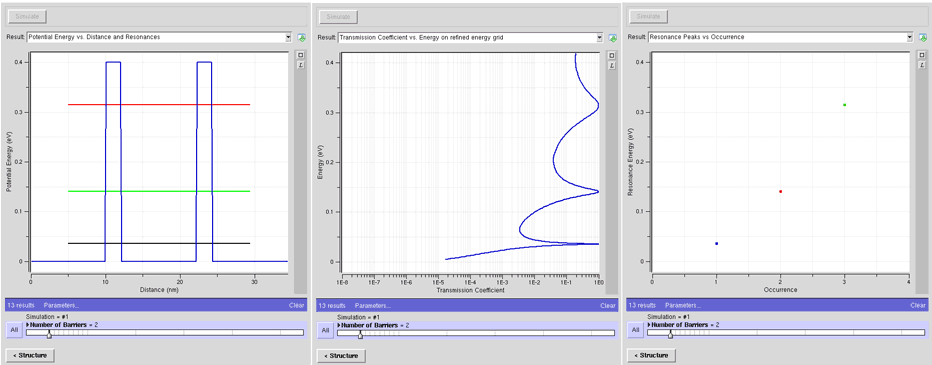 Simulate
Result: Potential Energy vs. Distance and Resonances
Potential Energy (eV)
0.4
0.3
0.2
0.1
0
0 10 20 30
Distance (nm)
13 results Parameters... Clear
Simulation = #1
All
Number of Barriers = 2
< Structure
Simulate
Result: Transmission Coefficient vs. Energy on refined energy grid
Energy (eV)
0.4
0.3
0.2
0.1
0
1E-8 1E-7 1E-6 1E-5 1E-4 1E-3 1E-2 1E-1 1E0
Transmission Coefficient
13 results Parameters... Clear
Simulation = #1
All
Number of Barriers = 2
< Structure
Simulate
Result: Resonance Peaks vs Occurrence
Resonance Energy (eV)
0.4
0.3
0.2
0.1
0
0 1 2 3 4
Occurrence
13 results Parameters... Clear
Simulation = #1
All
Number of Barriers = 2
< Structure